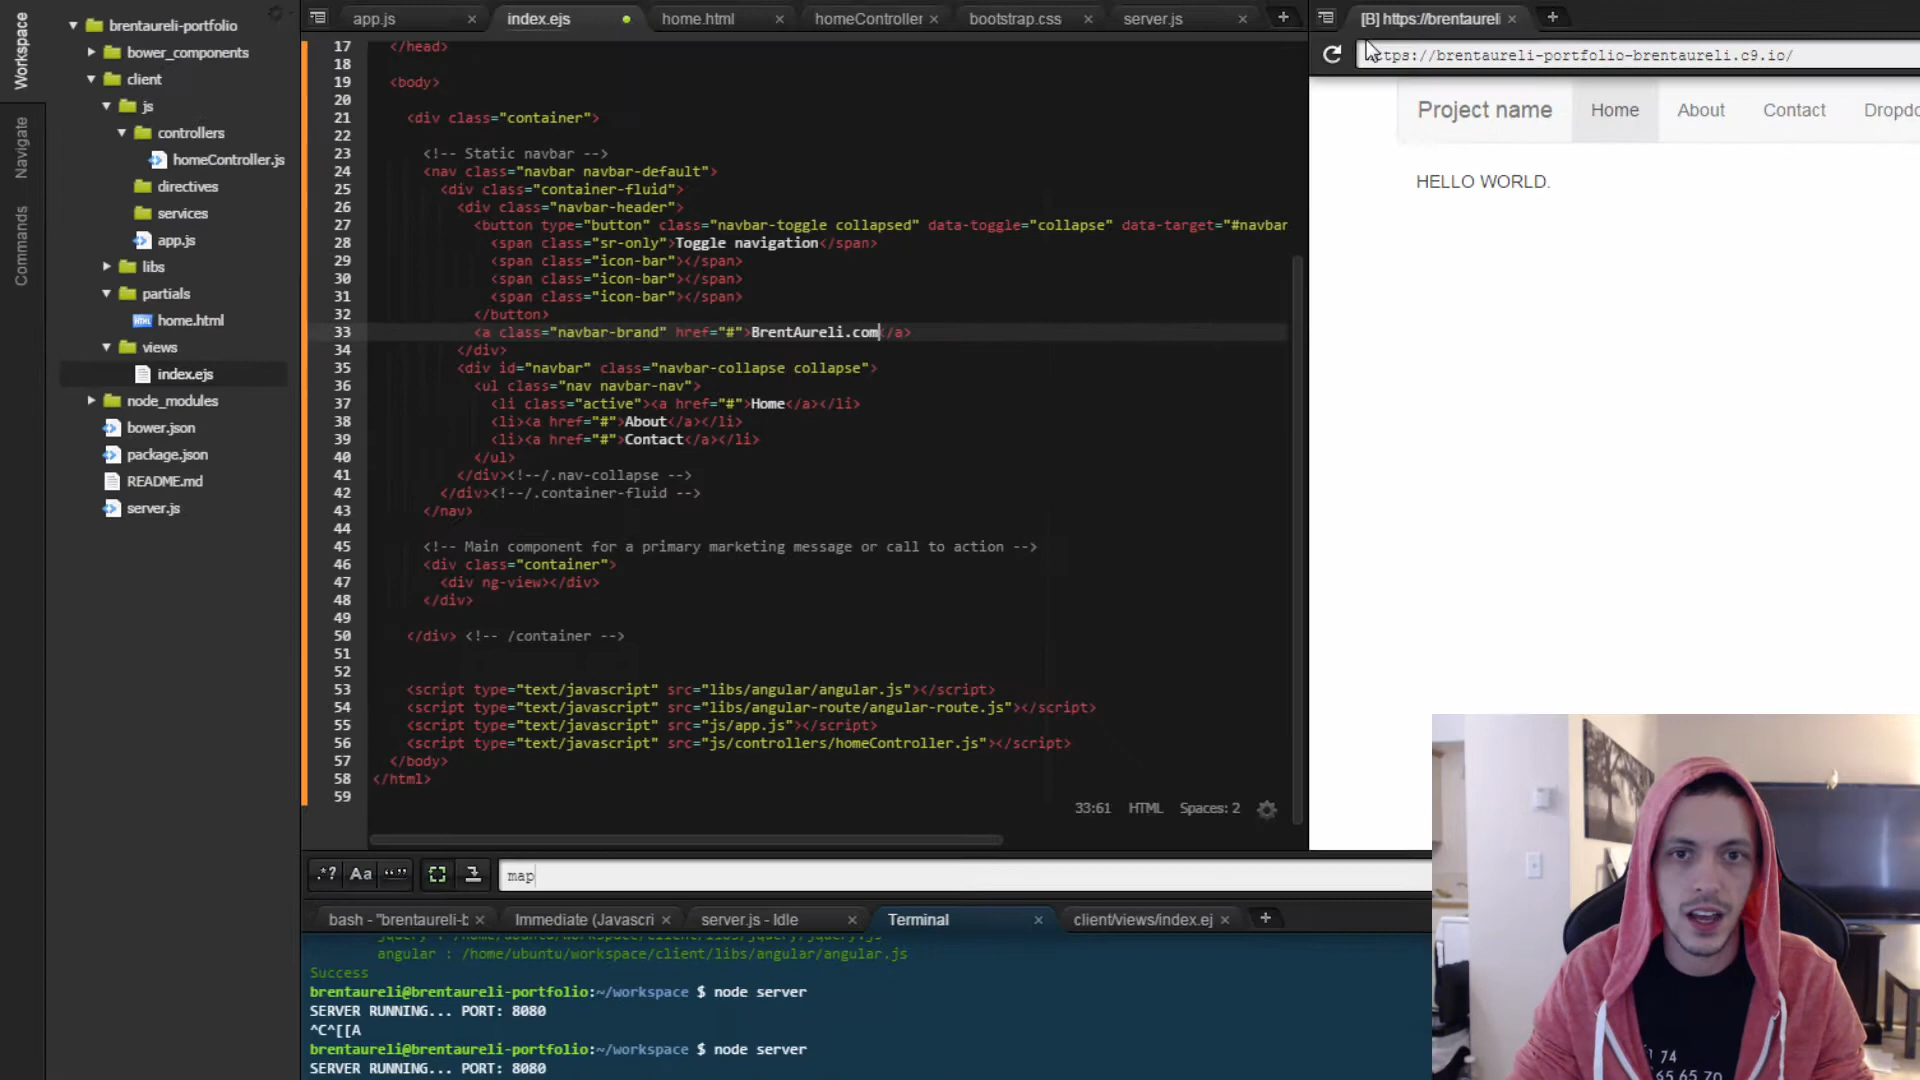 Workspace
Navigate
Commands
brentaureli-portfolio
bower_components
client
js
controllers
homeController.js
directives
services
app.js
libs
partials
home.html
views
index.ejs
node_modules
bower.json
package.json
README.md
server.js
app.js
index.ejs
home.html
homeController
bootstrap.css
server.js
17 </head>
18
19 <body>
20
21 <div class="container">
22
23 <!-- Static navbar -->
24 <nav class="navbar navbar-default">
25 <div class="container-fluid">
26 <div class="navbar-header">
27 <button type="button" class="navbar-toggle collapsed" data-toggle="collapse" data-target="#navbar
28 <span class="sr-only">Toggle navigation</span>
29 <span class="icon-bar"></span>
30 <span class="icon-bar"></span>
31 <span class="icon-bar"></span>
32 </button>
33 <a class="navbar-brand" href="#">BrentAureli.com</a>
34 </div>
35 <div id="navbar" class="navbar-collapse collapse">
36 <ul class="nav navbar-nav">
37 <li class="active"><a href="#">Home</a></li>
38 <li><a href="#">About</a></li>
39 <li><a href="#">Contact</a></li>
40 </ul>
41 </div><!--/.nav-collapse -->
42 </div><!--/.container-fluid -->
43 </nav>
44
45 <!-- Main component for a primary marketing message or call to action -->
46 <div class="container">
47 <div ng-view></div>
48 </div>
49
50 </div> <!-- /container -->
51
52
53 <script type="text/javascript" src="libs/angular/angular.js"></script>
54 <script type="text/javascript" src="libs/angular-route/angular-route.js"></script>
55 <script type="text/javascript" src="js/app.js"></script>
56 <script type="text/javascript" src="js/controllers/homeController.js"></script>
57 </body>
58 </html>
59
33:61 HTML Spaces: 2
.*? Aa “” map
bash - "brentaureli-b
Immediate (Javascri
server.js - Idle
Terminal
client/views/index.ej
jquery : /home/ubuntu/workspace/client/libs/jquery/jquery.js
angular : /home/ubuntu/workspace/client/libs/angular/angular.js
Success
brentaureli@brentaureli-portfolio:~/workspace $ node server
SERVER RUNNING... PORT: 8080
^C^[[A
brentaureli@brentaureli-portfolio:~/workspace $ node server
SERVER RUNNING... PORT: 8080
[B] https://brentaureli
https://brentaureli-portfolio-brentaureli.c9.io/
Project name Home About Contact Dropdo
HELLO WORLD.
74
65 65 70